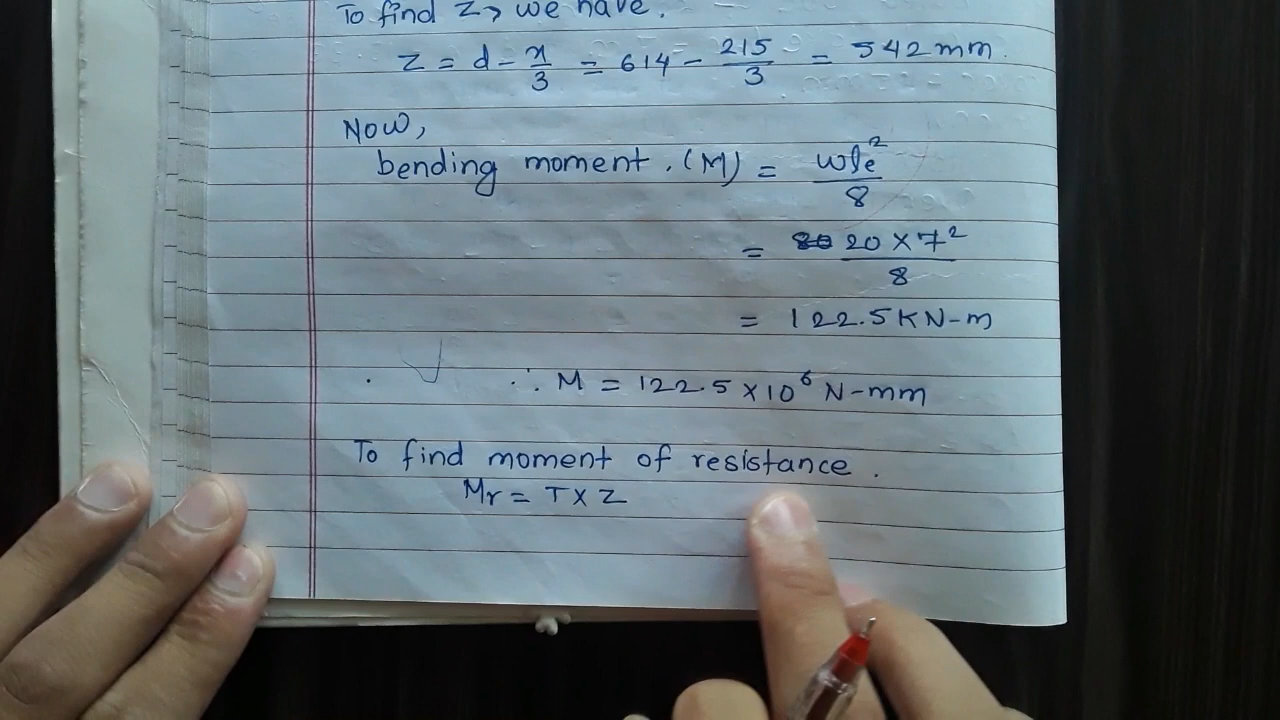 To find Z, we have.
Z = d - x/3 = 614 - 215/3 = 542 mm.
Now,
bending moment. (M) = wle²/8
= 20 x 7²/8
= 122.5 KN-m
∴ M = 122.5 x 10⁶ N-mm
To find moment of resistance.
Mr = T x Z